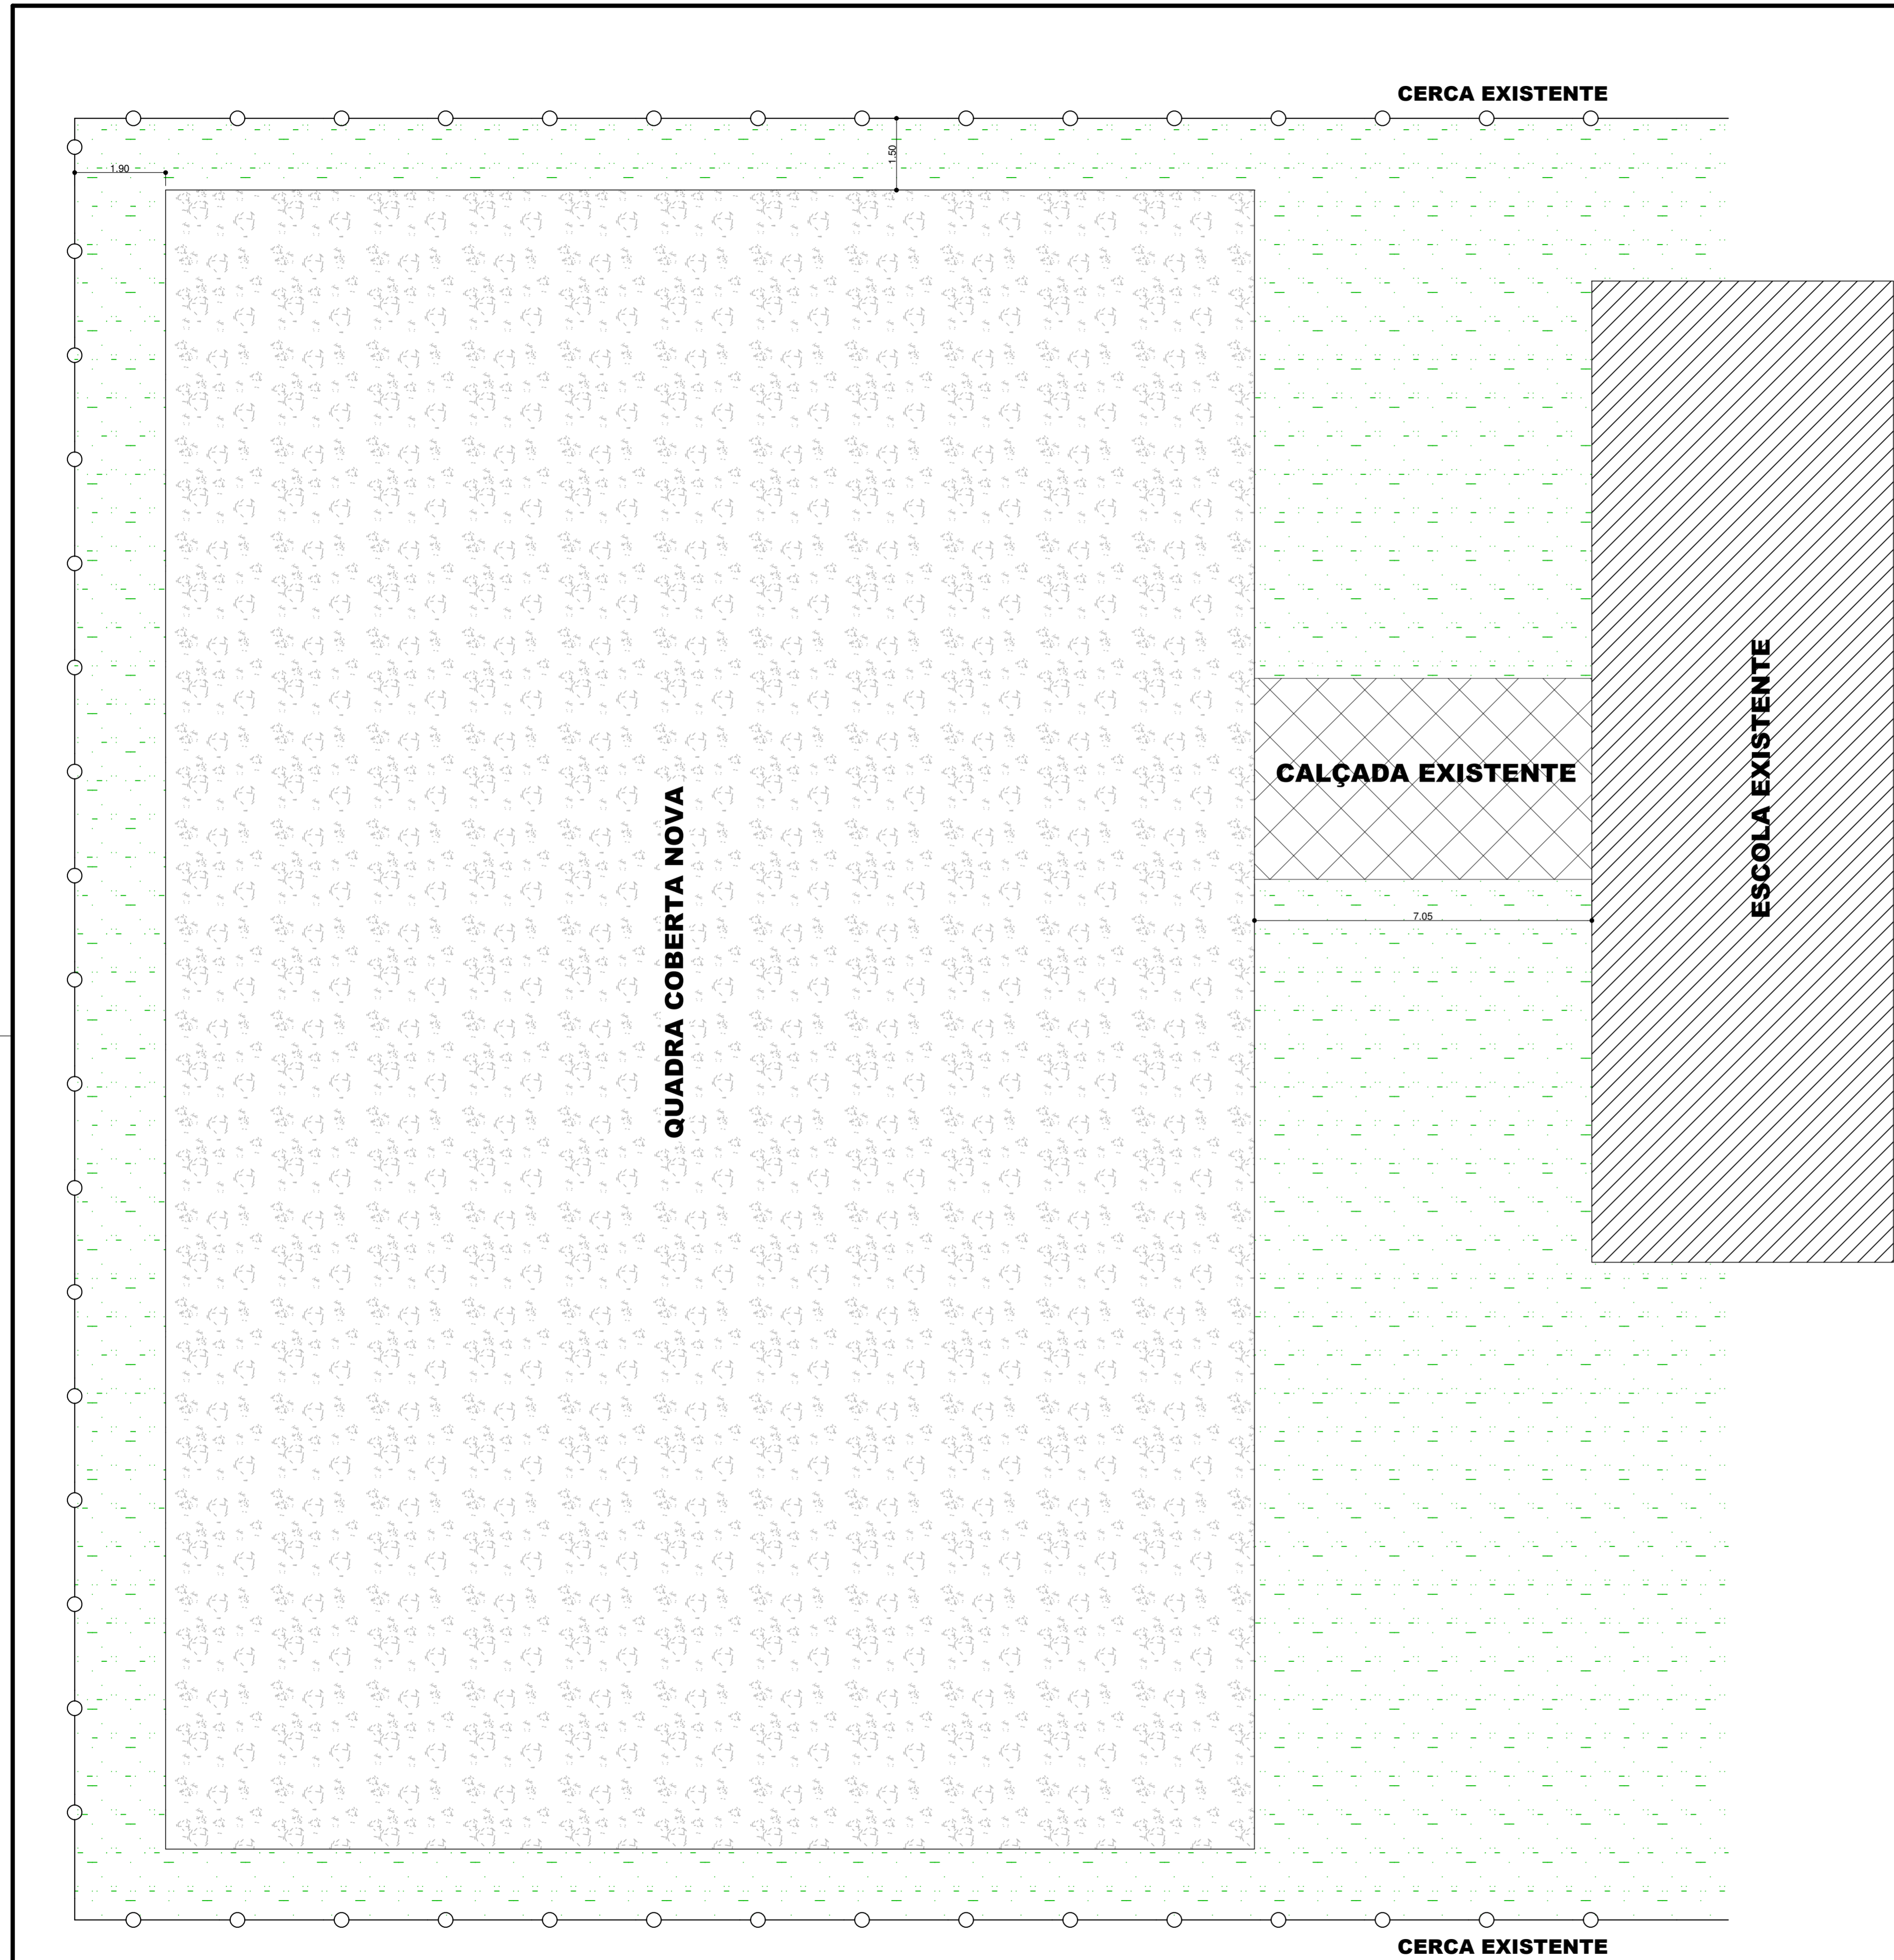 CERCA EXISTENTE
1.50
1.90
ESCOLA EXISTENTE
CALÇADA EXISTENTE
QUADRA COBERTA NOVA
7.05
CERCA EXISTENTE